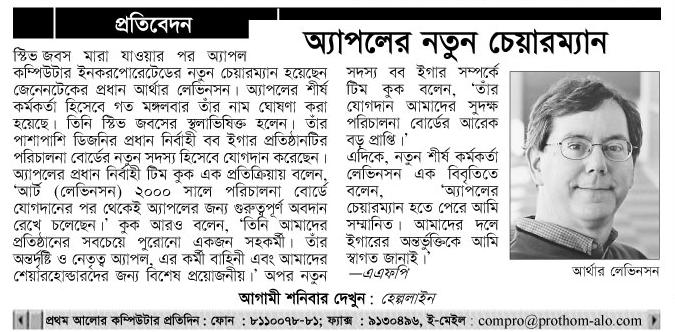 প্রতিবেদন
অ্যাপলের নতুন চেয়ারম্যান
স্টিভ জবস মারা যাওয়ার পর অ্যাপল
কম্পিউটার ইনকরপোরেটেডের নতুন চেয়ারম্যান হয়েছেন
জেনেনটেকের প্রধান আর্থার লেভিনসন। অ্যাপলের শীর্ষ
কর্মকর্তা হিসেবে গত মঙ্গলবার তাঁর নাম ঘোষণা করা
হয়েছে। তিনি স্টিভ জবসের স্থলাভিষিক্ত হলেন। তাঁর
পাশাপাশি ডিজনির প্রধান নির্বাহী বব ইগার প্রতিষ্ঠানটির
পরিচালনা বোর্ডের নতুন সদস্য হিসেবে যোগদান করেছেন।
অ্যাপলের প্রধান নির্বাহী টিম কুক এক প্রতিক্রিয়ায় বলেন,
‘আর্ট (লেভিনসন) ২০০০ সালে পরিচালনা বোর্ডে
যোগদানের পর থেকেই অ্যাপলের জন্য গুরুত্বপূর্ণ অবদান
রেখে চলেছেন।’ কুক আরও বলেন, ‘তিনি আমাদের
প্রতিষ্ঠানের সবচেয়ে পুরোনো একজন সহকর্মী। তাঁর
অন্তর্দৃষ্টি ও নেতৃত্ব অ্যাপল, এর কর্মী বাহিনী এবং আমাদের
শেয়ারহোল্ডারদের জন্য বিশেষ প্রয়োজনীয়।’ অপর নতুন
সদস্য বব ইগার সম্পর্কে
টিম কুক বলেন, ‘তাঁর
যোগদান আমাদের সুদক্ষ
পরিচালনা বোর্ডের আরেক
বড় প্রাপ্তি।’
এদিকে, নতুন শীর্ষ কর্মকর্তা
লেভিনসন এক বিবৃতিতে
বলেন, ‘অ্যাপলের
চেয়ারম্যান হতে পেরে আমি
সম্মানিত। আমাদের দলে
ইগারের অন্তর্ভুক্তিকে আমি
স্বাগত জানাই।’
—এএফপি
আর্থার লেভিনসন
আগামী শনিবার দেখুন : হেল্পলাইন
প্রথম আলোর কম্পিউটার প্রতিদিন : ফোন : ৮১১০০৭৮-৮১; ফ্যাক্স : ৯১৩০৪৯৬, ই-মেইল : compro@prothom-alo.com